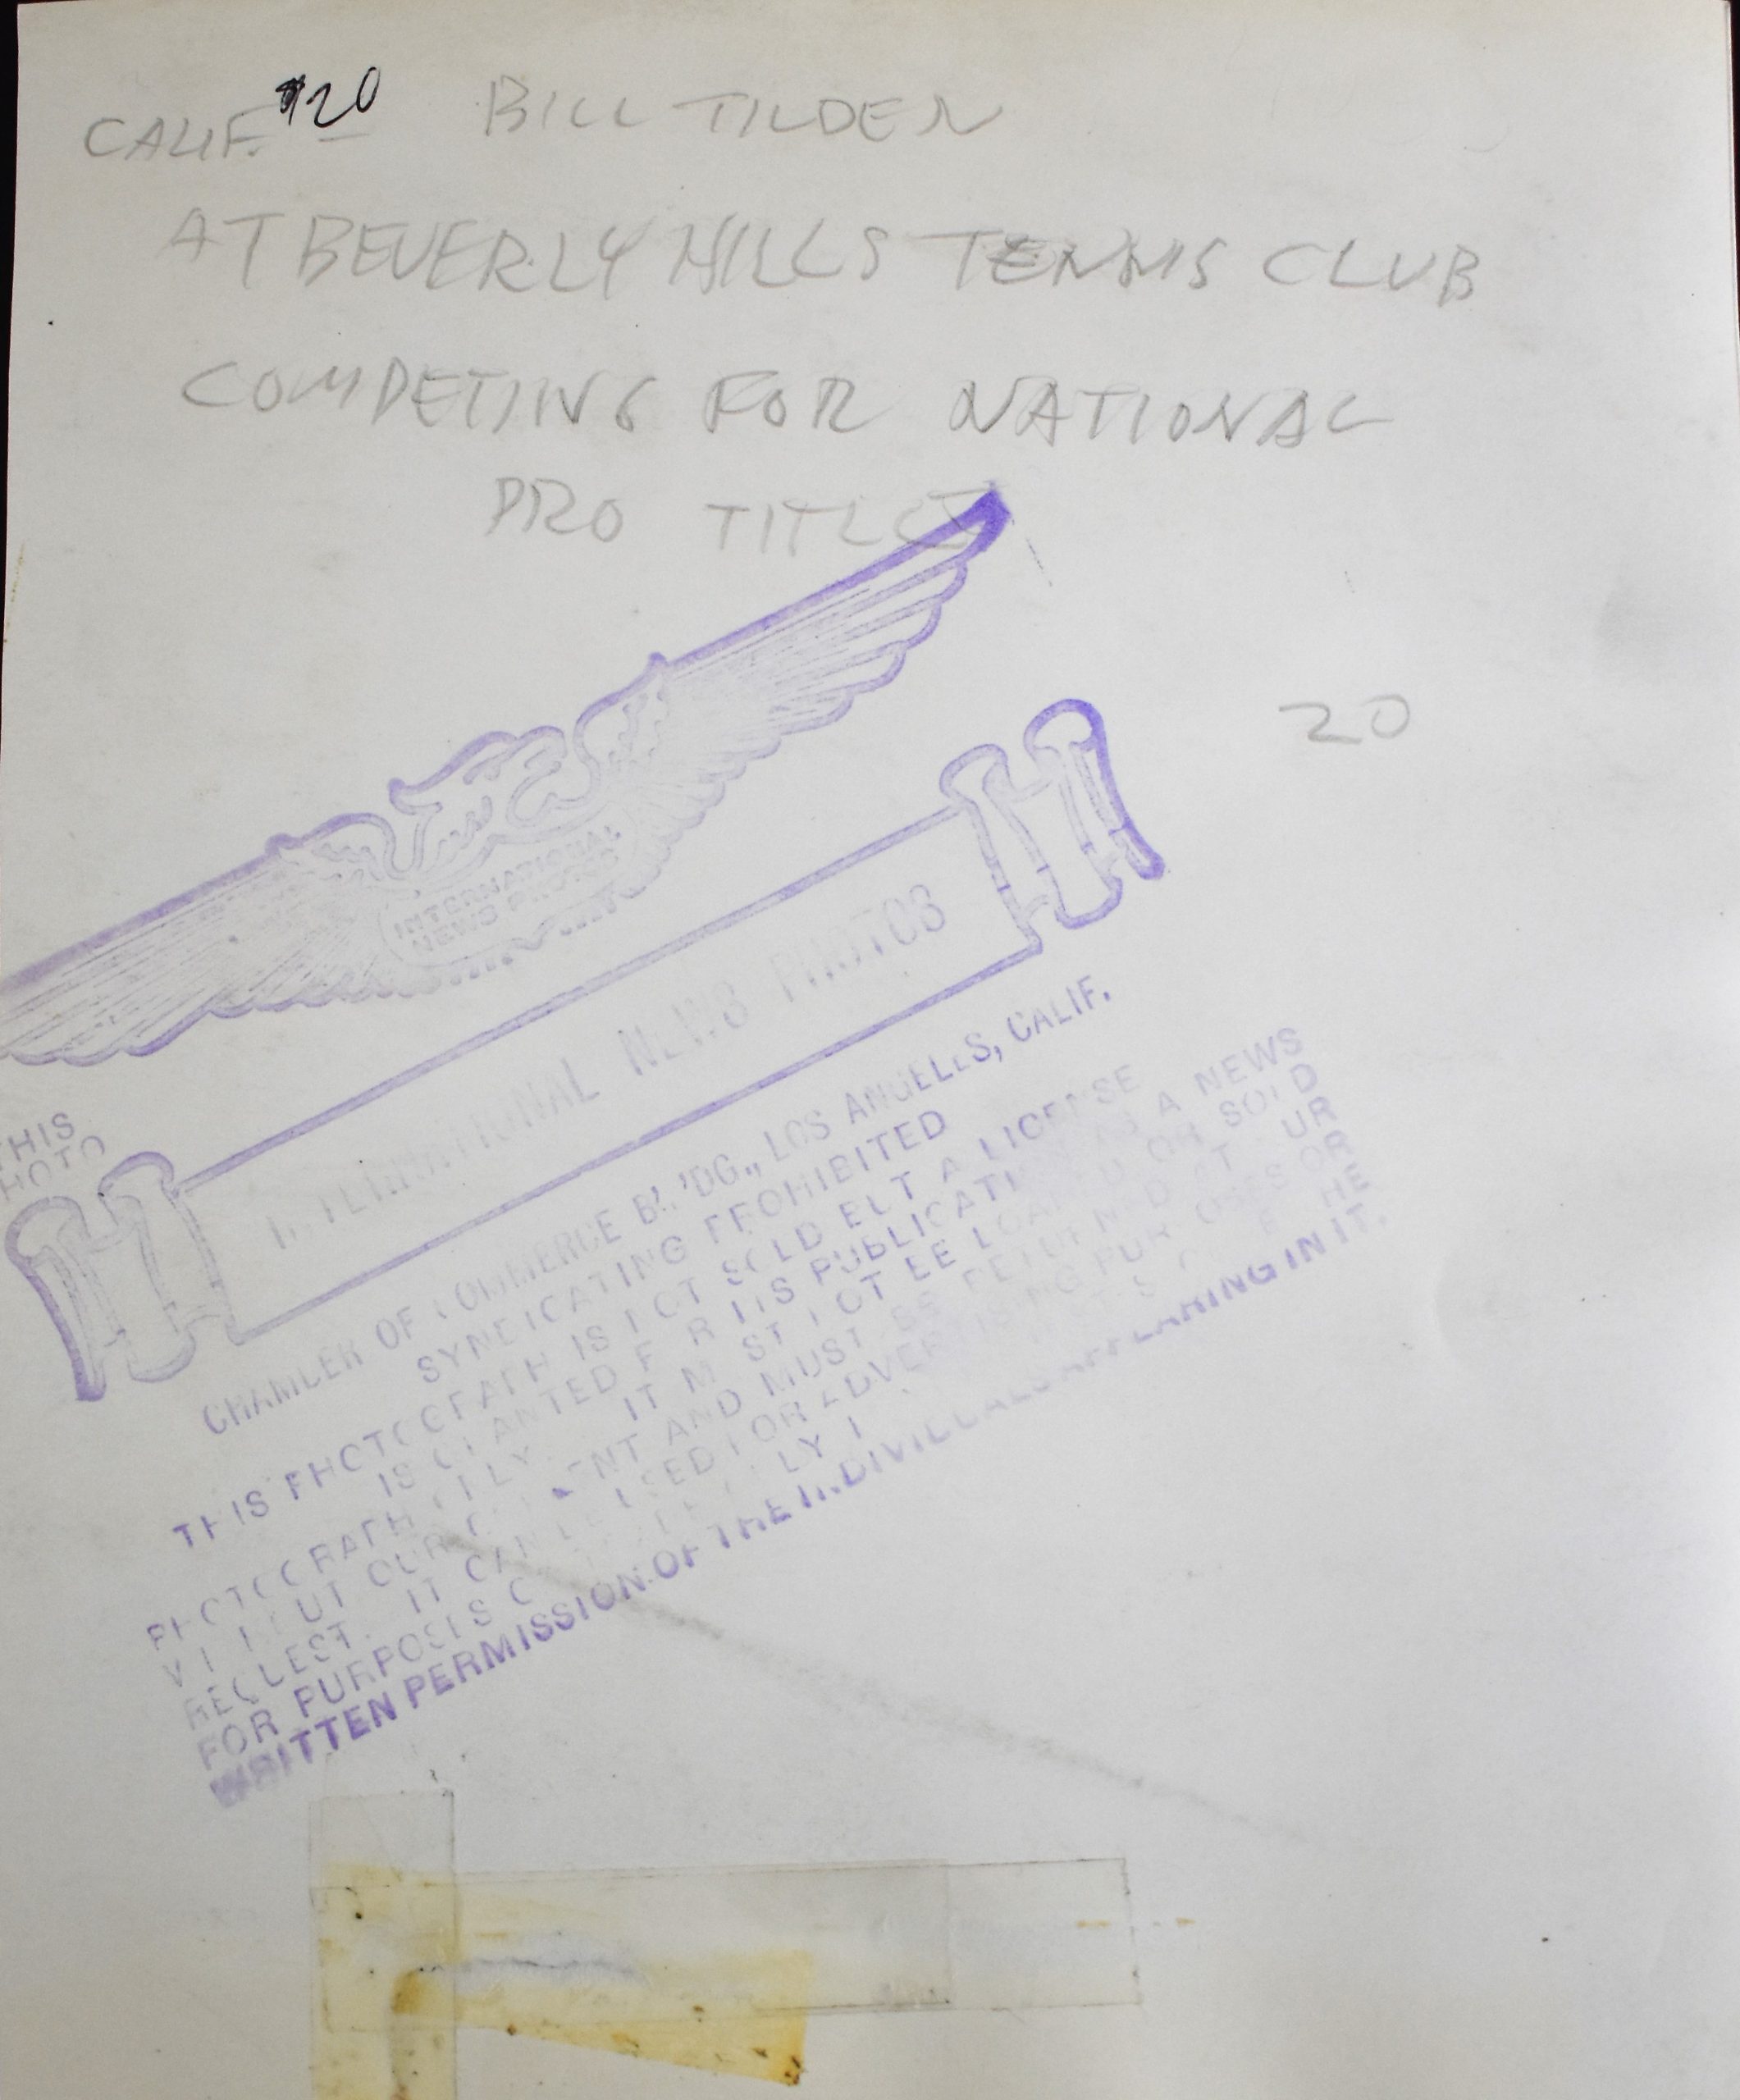 CALIF. $20 BILL TILDEN
AT BEVERLY HILLS TENNIS CLUB
COMPETING FOR NATIONAL
PRO TITLE
20
INTERNATIONAL
NEWS PHOTOS
INTERNATIONAL NEWS PHOTOS
THIS
PHOTO
CHAMBER OF COMMERCE BLDG., LOS ANGELES, CALIF.
SYNDICATING PROHIBITED
THIS PHOTOGRAPH IS NOT SOLD BUT A LICENSE
IS GRANTED FOR ITS PUBLICATION AS A NEWS
PHOTOGRAPH ONLY. IT MUST NOT BE LOANED OR SOLD
WITHOUT OUR CONSENT AND MUST BE RETURNED AT OUR
REQUEST. IT CANNOT BE USED FOR ADVERTISING PURPOSES OR
FOR PURPOSES OF THE
WRITTEN PERMISSION OF THE INDIVIDUALS APPEARING IN IT.